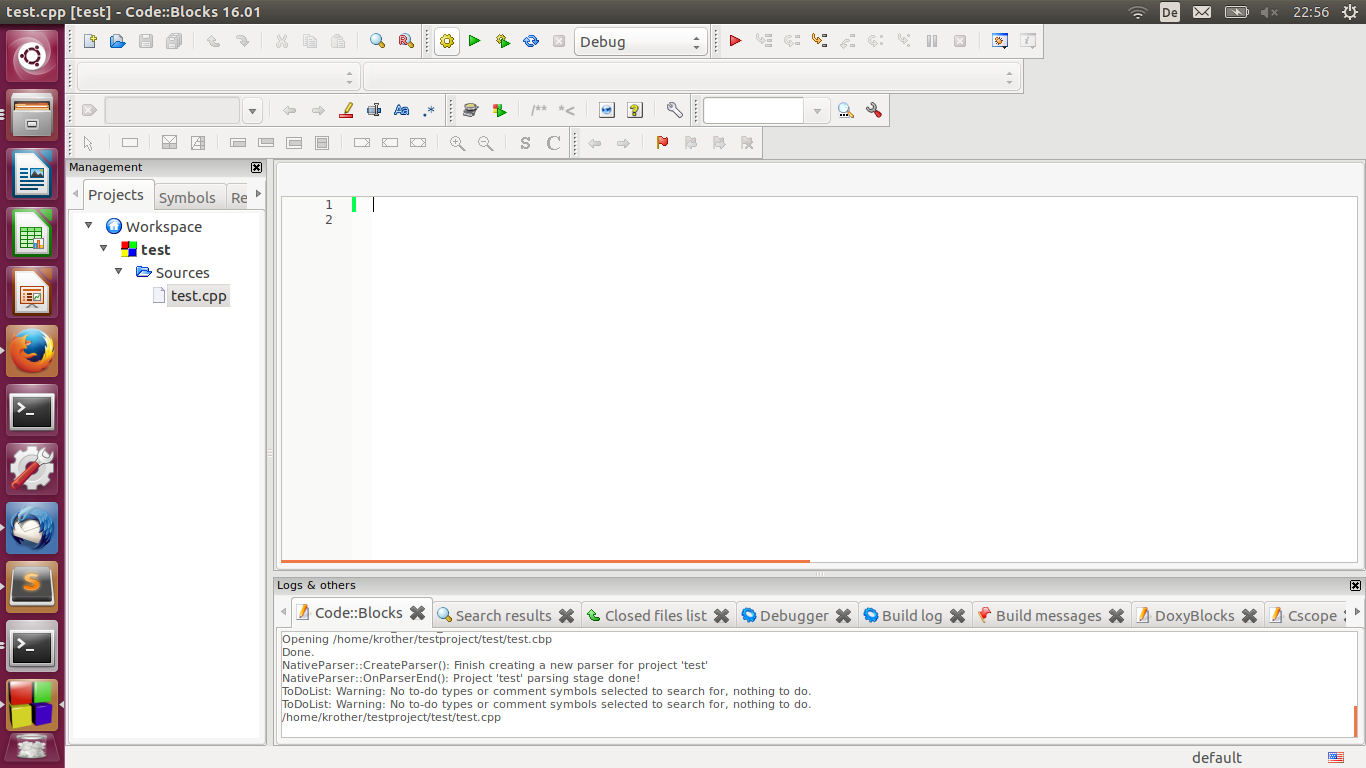 test.cpp [test] - Code::Blocks 16.01
De
22:56
Debug
/** *<
Aa .*
S C
Management
Projects Symbols Re
Workspace
test
Sources
test.cpp
1
2
Logs & others
Code::Blocks Search results Closed files list Debugger Build log Build messages DoxyBlocks Cscope
Opening /home/krother/testproject/test/test.cbp
Done.
NativeParser::CreateParser(): Finish creating a new parser for project 'test'
NativeParser::OnParserEnd(): Project 'test' parsing stage done!
ToDoList: Warning: No to-do types or comment symbols selected to search for, nothing to do.
ToDoList: Warning: No to-do types or comment symbols selected to search for, nothing to do.
/home/krother/testproject/test/test.cpp
default